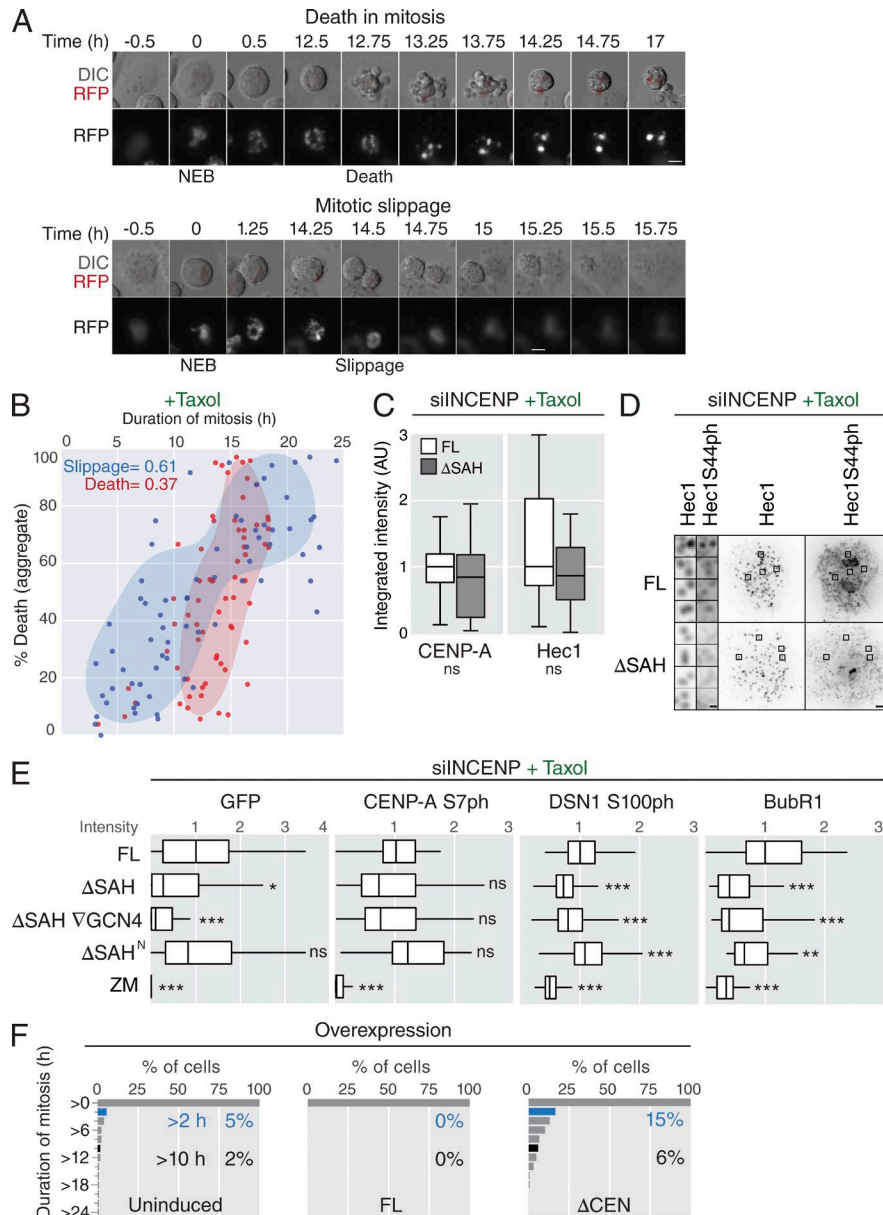 A
Death in mitosis
Time (h) -0.5 0 0.5 12.5 12.75 13.25 13.75 14.25 14.75 17
DIC
RFP
RFP
NEB Death
Mitotic slippage
Time (h) -0.5 0 1.25 14.25 14.5 14.75 15 15.25 15.5 15.75
DIC
RFP
RFP
NEB Slippage
B
+Taxol
Duration of mitosis (h)
0 5 10 15 20 25
Slippage= 0.61
Death= 0.37
% Death (aggregate)
100
80
60
40
20
0
C
siINCENP +Taxol
Integrated intensity (AU)
3
2
1
0
FL
ΔSAH
CENP-A Hec1
ns ns
D
siINCENP +Taxol
Hec1 Hec1S44ph Hec1 Hec1S44ph
FL
ΔSAH
E
siINCENP + Taxol
GFP CENP-A S7ph DSN1 S100ph BubR1
Intensity 1 2 3 4 1 2 3 1 2 3 1 2 3
FL
ΔSAH * ns *** ***
ΔSAH ∇GCN4 *** ns *** ***
ΔSAH^N ns ns *** **
ZM *** *** *** ***
F
Overexpression
% of cells % of cells % of cells
0 25 50 75 100 0 25 50 75 100 0 25 50 75 100
Duration of mitosis (h)
>0
>6
>12
>18
>24
>2 h 5% 0% 15%
>10 h 2% 0% 6%
Uninduced FL ΔCEN